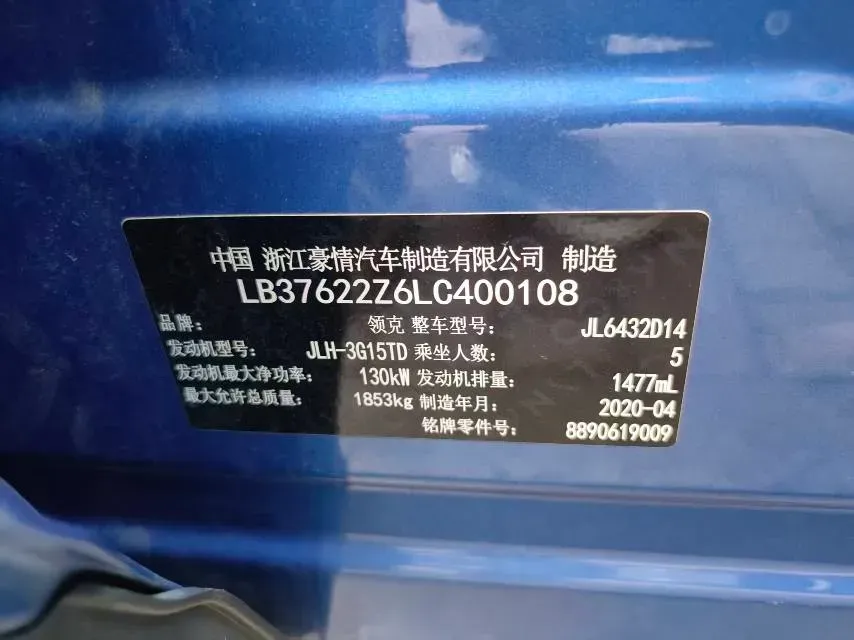 中国 浙江豪情汽车制造有限公司 制造
LB37622Z6LC400108
品牌： 领克 整车型号： JL6432D14
发动机型号： JLH-3G15TD 乘坐人数： 5
发动机最大净功率： 130kW 发动机排量： 1477mL
最大允许总质量： 1853kg 制造年月： 2020-04
铭牌零件号： 8890619009